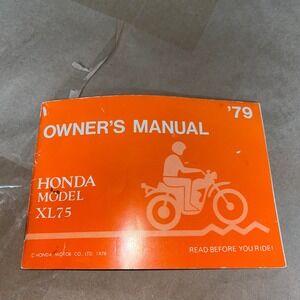 '79
OWNER'S MANUAL
HONDA
MODEL
XL75
© HONDA MOTOR CO., LTD. 1978
READ BEFORE YOU RIDE!